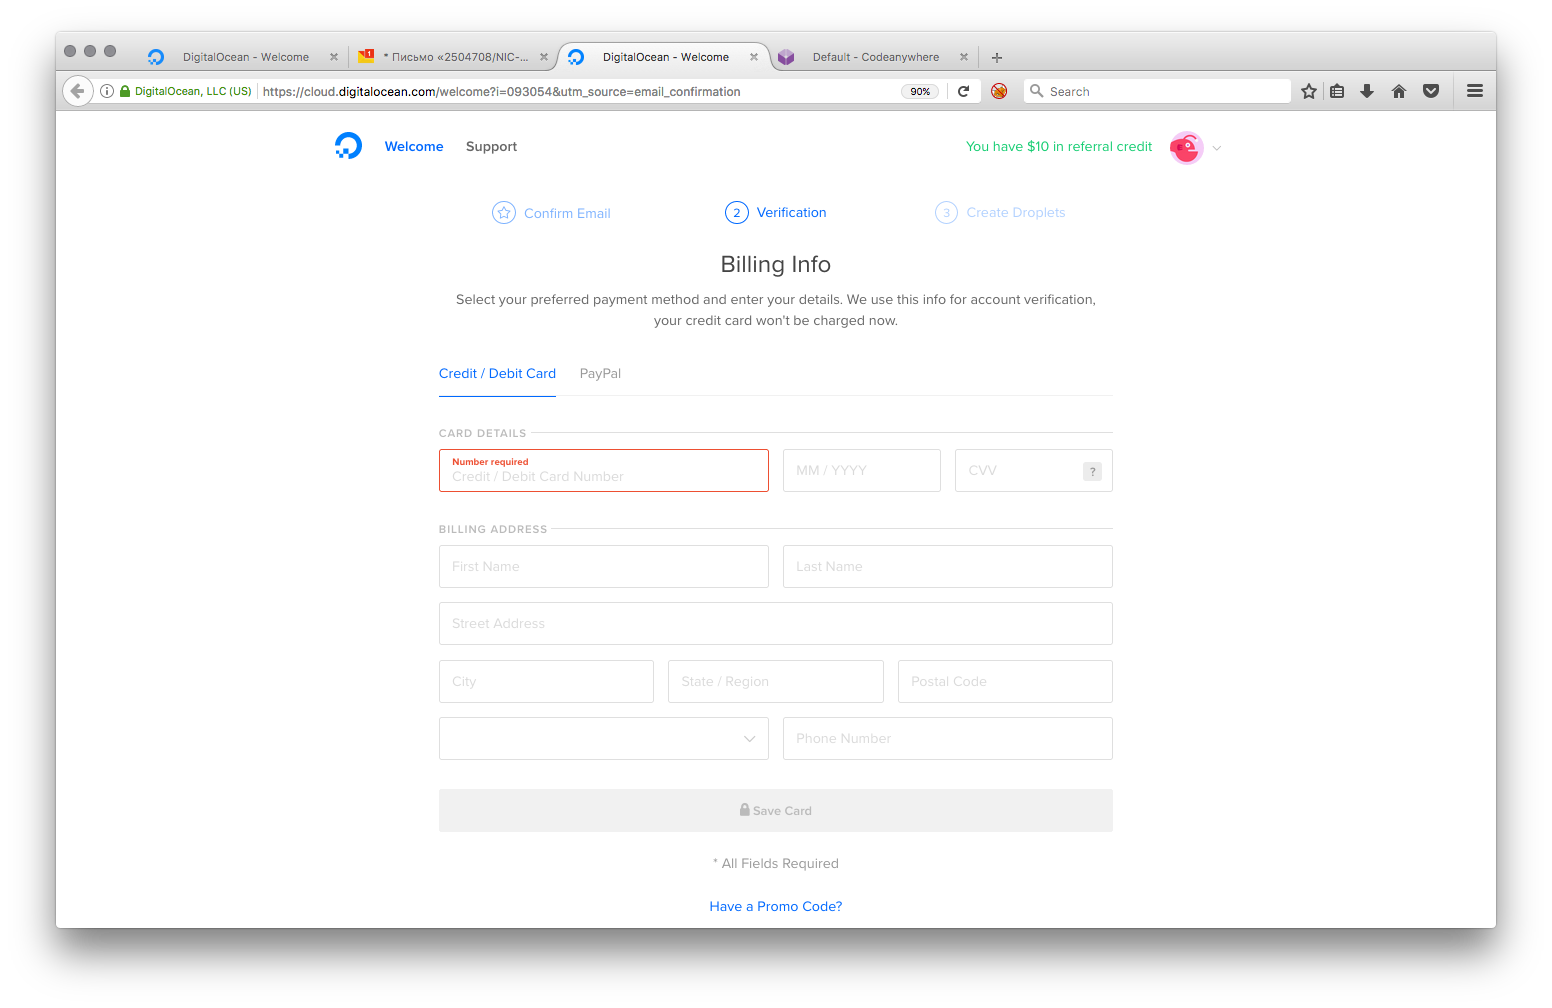 DigitalOcean - Welcome
* Письмо «2504708/NIC-...
DigitalOcean - Welcome
Default - Codeanywhere
DigitalOcean, LLC (US)
https://cloud.digitalocean.com/welcome?i=093054&utm_source=email_confirmation
90%
Search
Welcome
Support
You have $10 in referral credit
Confirm Email
2 Verification
3 Create Droplets
Billing Info
Select your preferred payment method and enter your details. We use this info for account verification,
your credit card won't be charged now.
Credit / Debit Card
PayPal
CARD DETAILS
Number required
Credit / Debit Card Number
MM / YYYY
CVV
?
BILLING ADDRESS
First Name
Last Name
Street Address
City
State / Region
Postal Code
Phone Number
Save Card
* All Fields Required
Have a Promo Code?